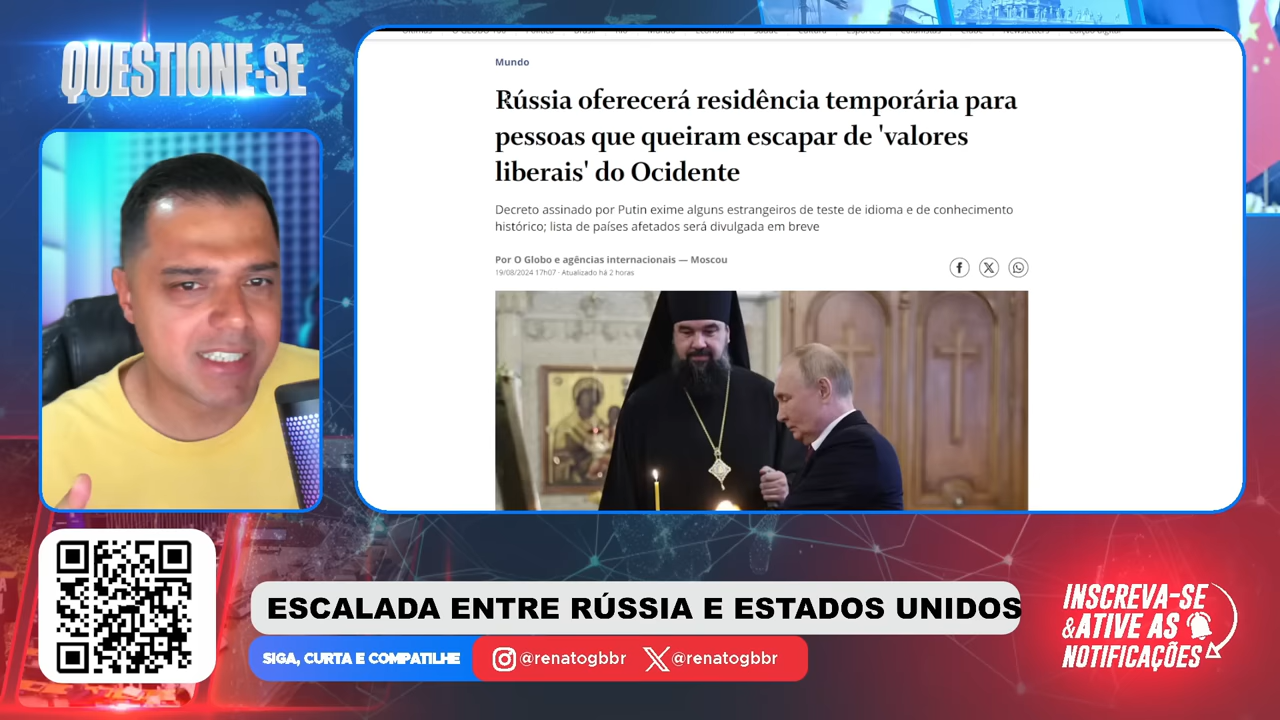 QUESTIONE-SE
Mundo
Rússia oferecerá residência temporária para
pessoas que queiram escapar de 'valores
liberais' do Ocidente
Decreto assinado por Putin exime alguns estrangeiros de teste de idioma e de conhecimento
histórico; lista de países afetados será divulgada em breve
Por O Globo e agências internacionais — Moscou
19/08/2024 17h07 · Atualizado há 2 horas
ESCALADA ENTRE RÚSSIA E ESTADOS UNIDOS
SIGA, CURTA E COMPATILHE
@renatogbbr
@renatogbbr
INSCREVA-SE
&ATIVE AS
NOTIFICAÇÕES